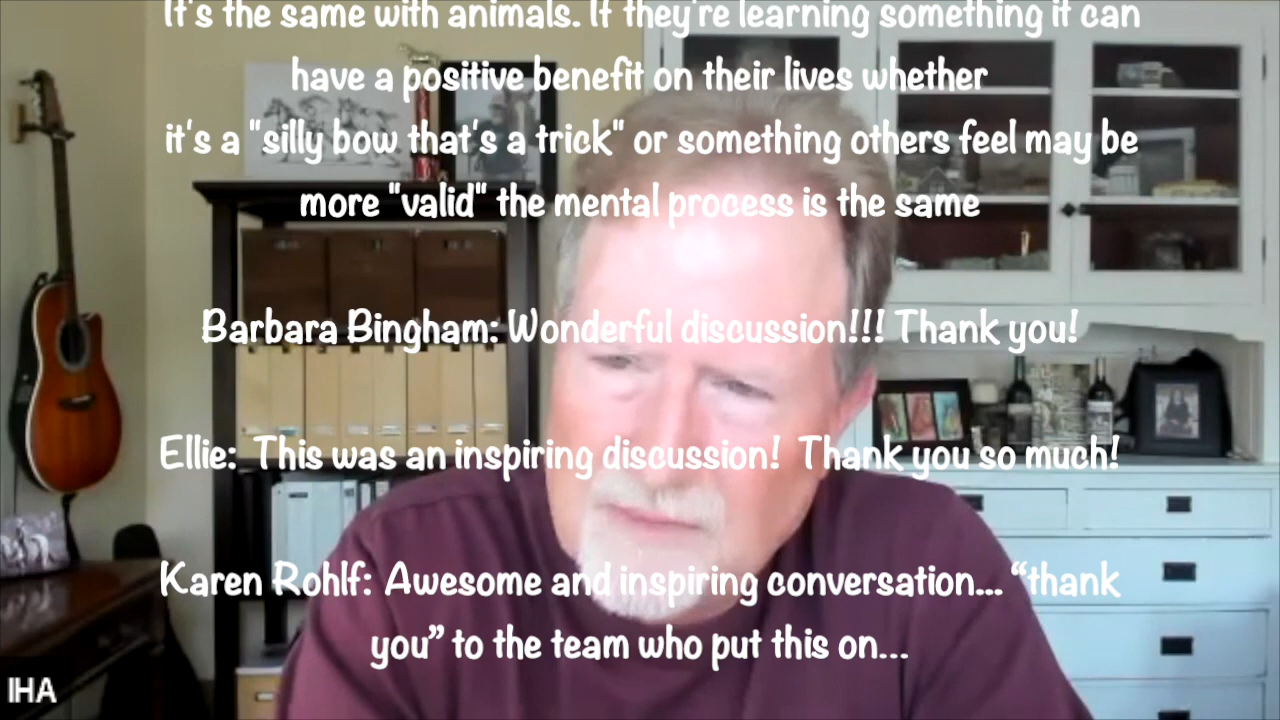 It's the same with animals. If they're learning something it can
have a positive benefit on their lives whether
it's a "silly bow that's a trick" or something others feel may be
more "valid" the mental process is the same
Barbara Bingham: Wonderful discussion!!! Thank you!
Ellie: This was an inspiring discussion! Thank you so much!
Karen Rohlf: Awesome and inspiring conversation... “thank
you” to the team who put this on...
IHA